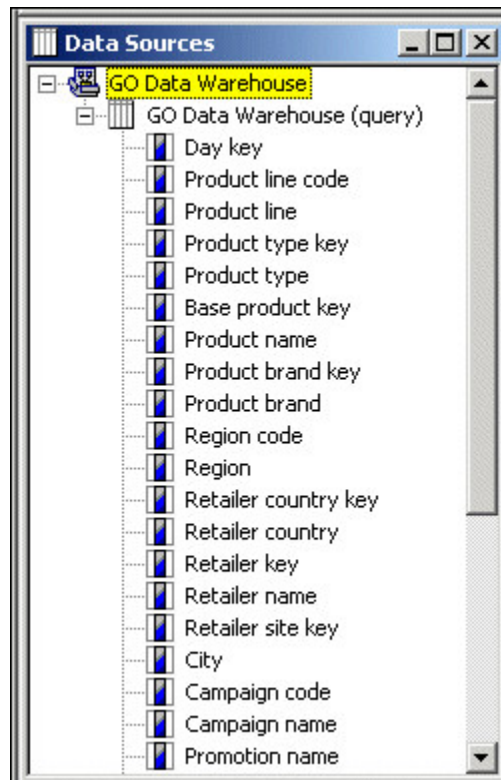 Data Sources
GO Data Warehouse
GO Data Warehouse (query)
Day key
Product line code
Product line
Product type key
Product type
Base product key
Product name
Product brand key
Product brand
Region code
Region
Retailer country key
Retailer country
Retailer key
Retailer name
Retailer site key
City
Campaign code
Campaign name
Promotion name